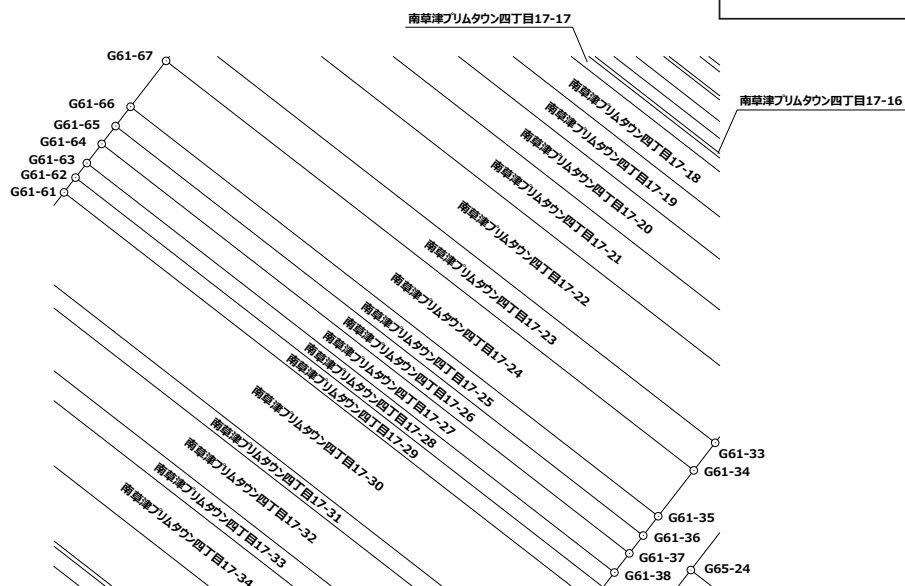 南草津プリムタウン四丁目17-17
G61-67
南草津プリムタウン四丁目17-16
G61-66
G61-65
G61-64
G61-63
G61-62
G61-61
南草津プリムタウン四丁目17-18
南草津プリムタウン四丁目17-19
南草津プリムタウン四丁目17-20
南草津プリムタウン四丁目17-21
南草津プリムタウン四丁目17-22
南草津プリムタウン四丁目17-23
南草津プリムタウン四丁目17-24
南草津プリムタウン四丁目17-25
南草津プリムタウン四丁目17-26
南草津プリムタウン四丁目17-27
南草津プリムタウン四丁目17-28
南草津プリムタウン四丁目17-29
南草津プリムタウン四丁目17-30
南草津プリムタウン四丁目17-31
南草津プリムタウン四丁目17-32
南草津プリムタウン四丁目17-33
南草津プリムタウン四丁目17-34
G61-33
G61-34
G61-35
G61-36
G61-37
G61-38
G65-24